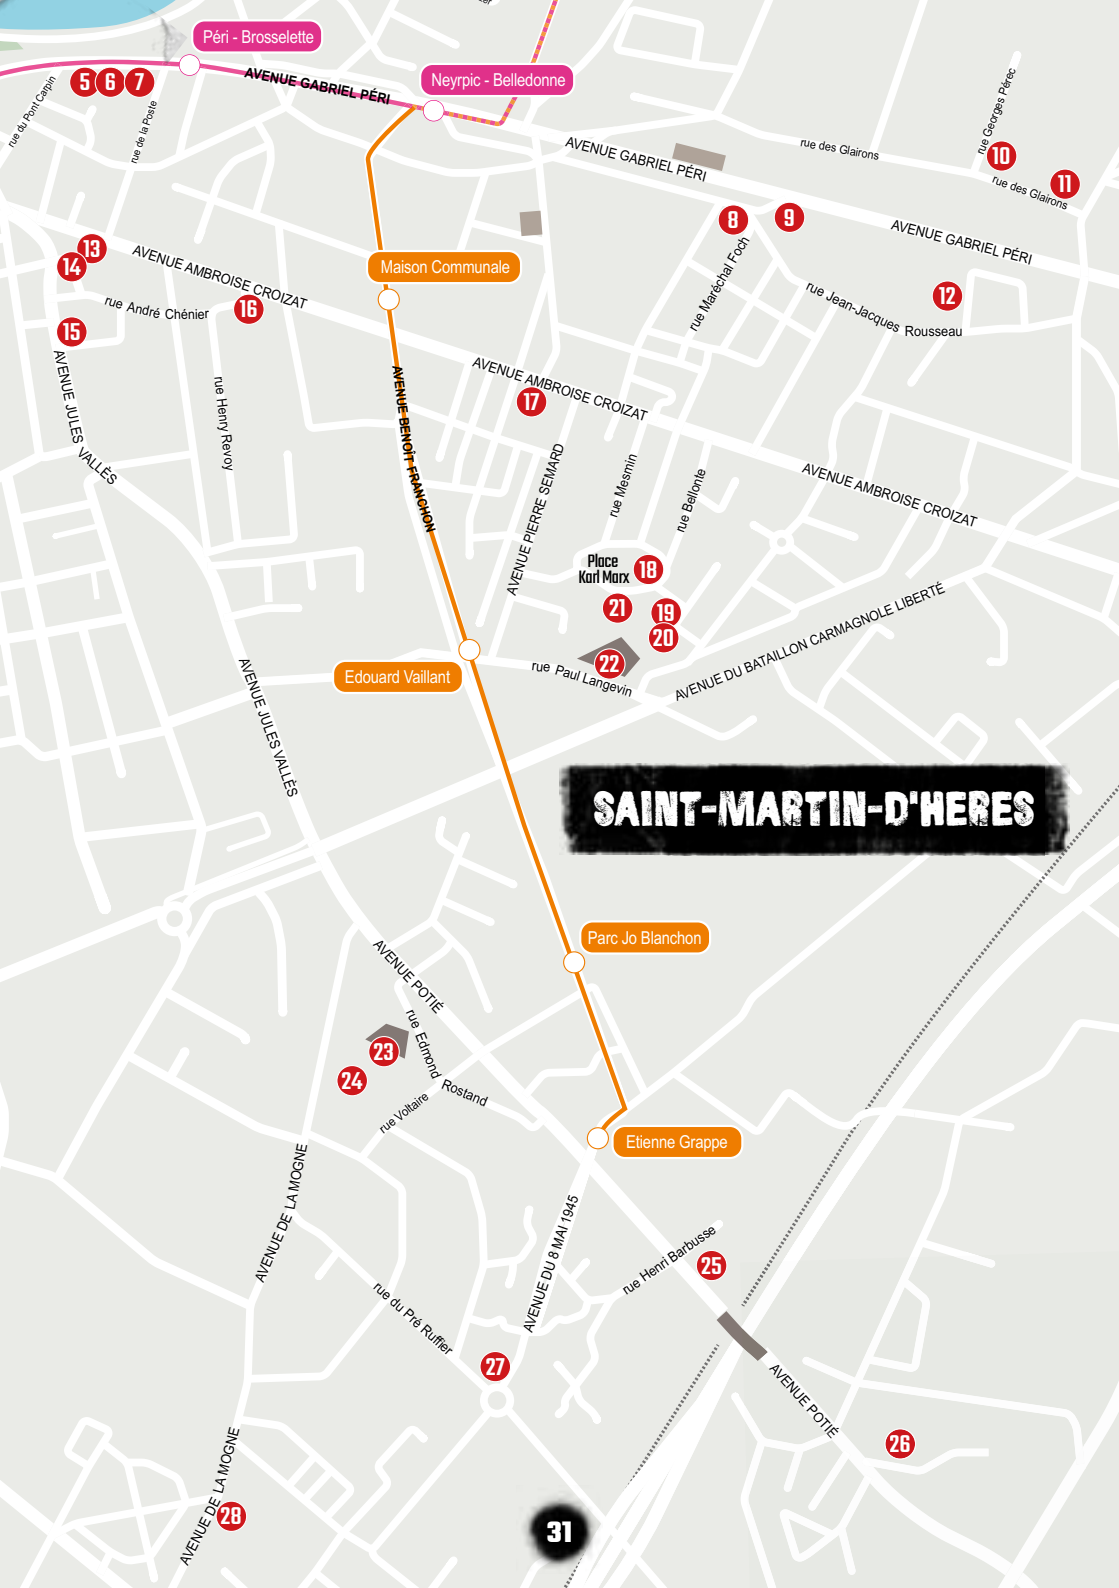 Péri - Brosselette
Neyrpic - Belledonne
AVENUE GABRIEL PÉRI
5
6
7
rue du Pont Carpin
rue de la Poste
AVENUE GABRIEL PÉRI
rue des Glairons
rue Georges Pérec
10
rue des Glairons
11
8
9
AVENUE GABRIEL PÉRI
13
14
AVENUE AMBROISE CROIZAT
Maison Communale
rue Maréchal Foch
rue Jean-Jacques Rousseau
12
rue André Chénier
16
15
AVENUE JULES VALLÉS
rue Henry Revoy
AVENUE BENOÎT FRANCHON
AVENUE AMBROISE CROIZAT
17
AVENUE PIERRE SEMARD
rue Mesmin
rue Bellonte
AVENUE AMBROISE CROIZAT
Place
Karl Marx
18
21
19
20
22
AVENUE DU BATAILLON CARMAGNOLE LIBERTÉ
Edouard Vaillant
rue Paul Langevin
AVENUE JULES VALLÉS
SAINT-MARTIN-D'HERES
Parc Jo Blanchon
AVENUE POTIÉ
rue Edmond Rostand
23
24
rue Voltaire
Etienne Grappe
AVENUE DE LA MOGNE
AVENUE DU 8 MAI 1945
rue Henri Barbusse
25
rue du Pré Ruffier
27
AVENUE POTIÉ
26
AVENUE DE LA MOGNE
28
31